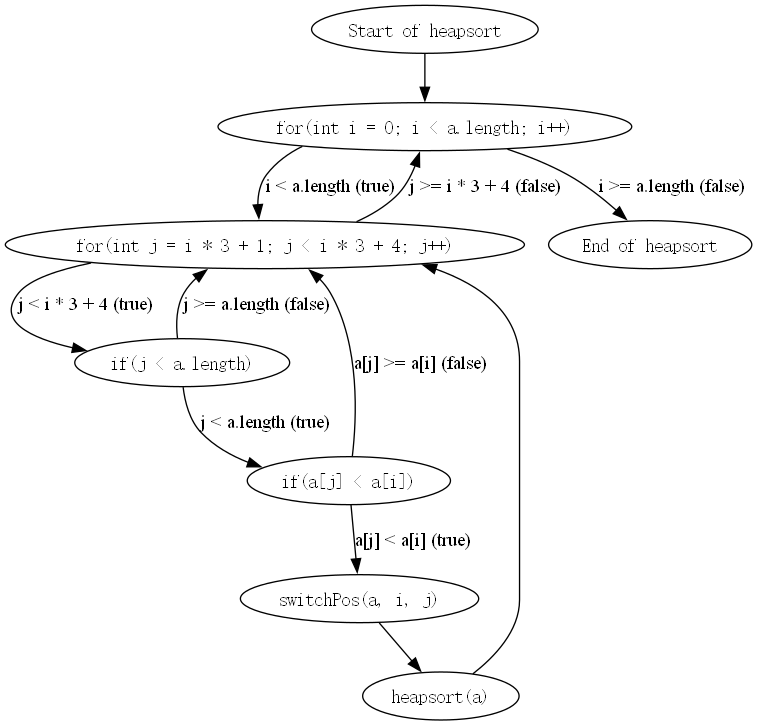 Start of heapsort
for(int i = 0; i < a.length; i++)
i < a.length (true)
j >= i * 3 + 4 (false)
i >= a.length (false)
for(int j = i * 3 + 1; j < i * 3 + 4; j++)
End of heapsort
j < i * 3 + 4 (true)
j >= a.length (false)
if(j < a.length)
a[j] >= a[i] (false)
j < a.length (true)
if(a[j] < a[i])
a[j] < a[i] (true)
switchPos(a, i, j)
heapsort(a)